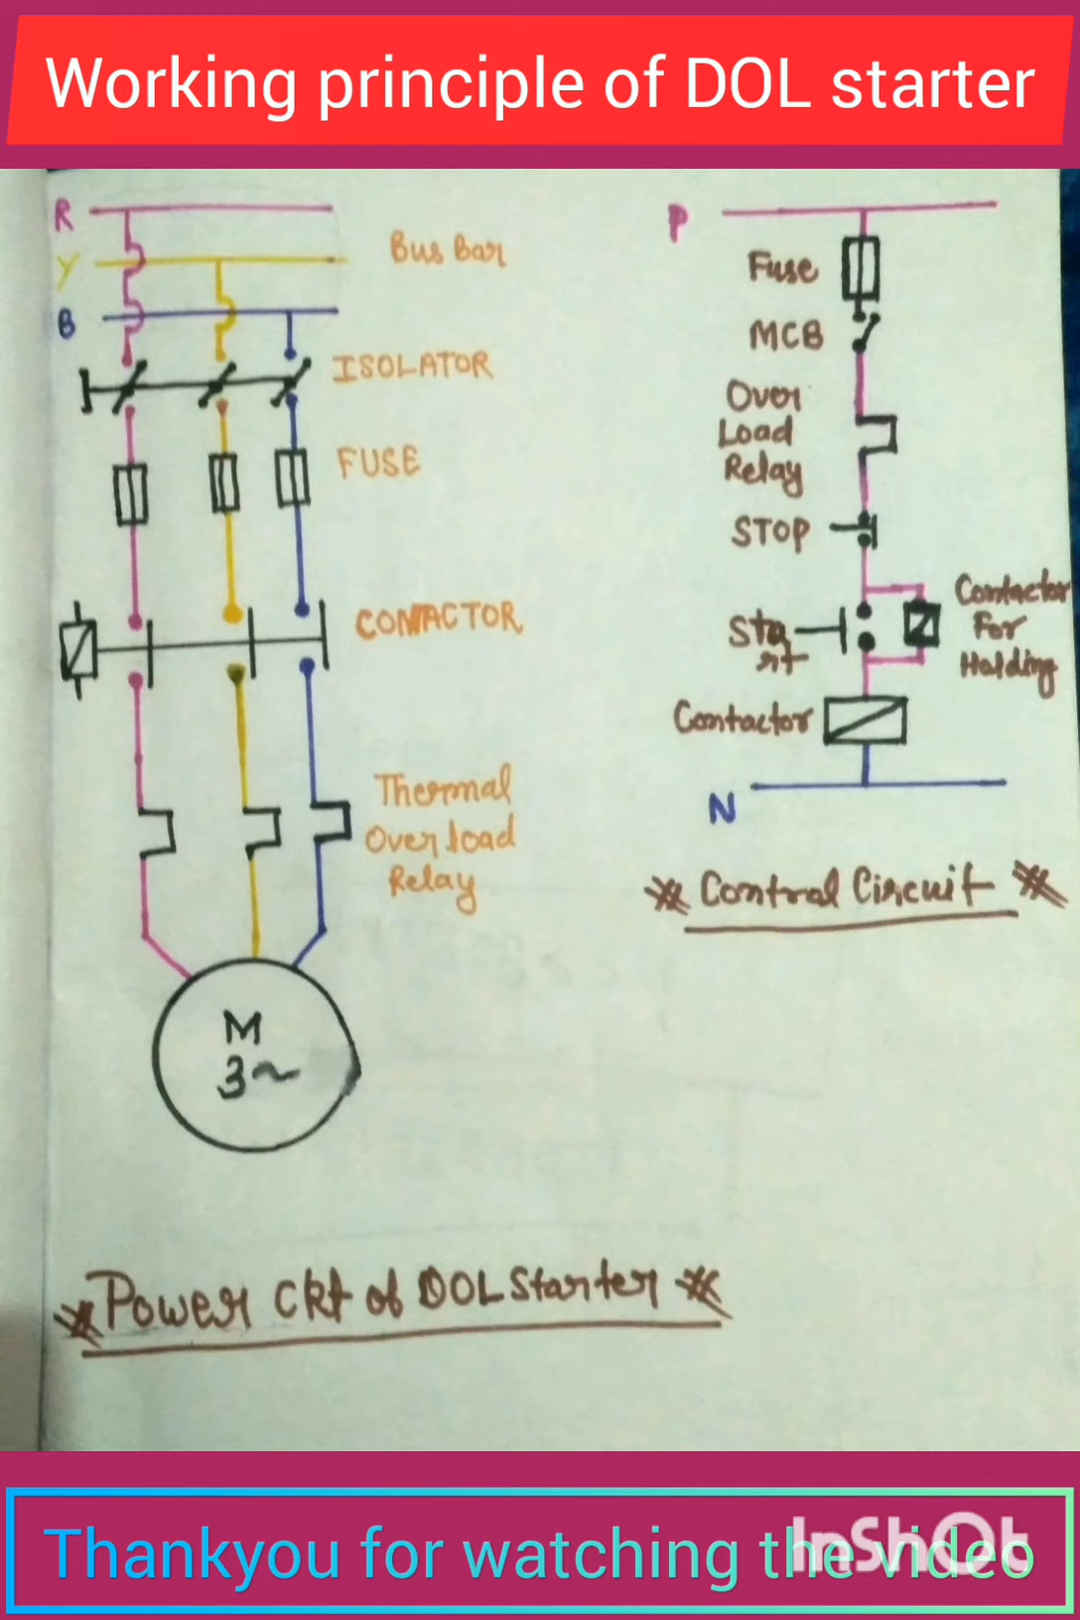 Working principle of DOL starter
R
Y
B
Bus Bar
ISOLATOR
FUSE
CONTACTOR
Thermal
Over load
Relay
M
3~
Power Ckt of DOL Starter
P
Fuse
MCB
Over
Load
Relay
STOP
Sta
rt
Contactor
For
Holding
Contactor
N
Control Circuit
Thankyou for watching the video
InShOt